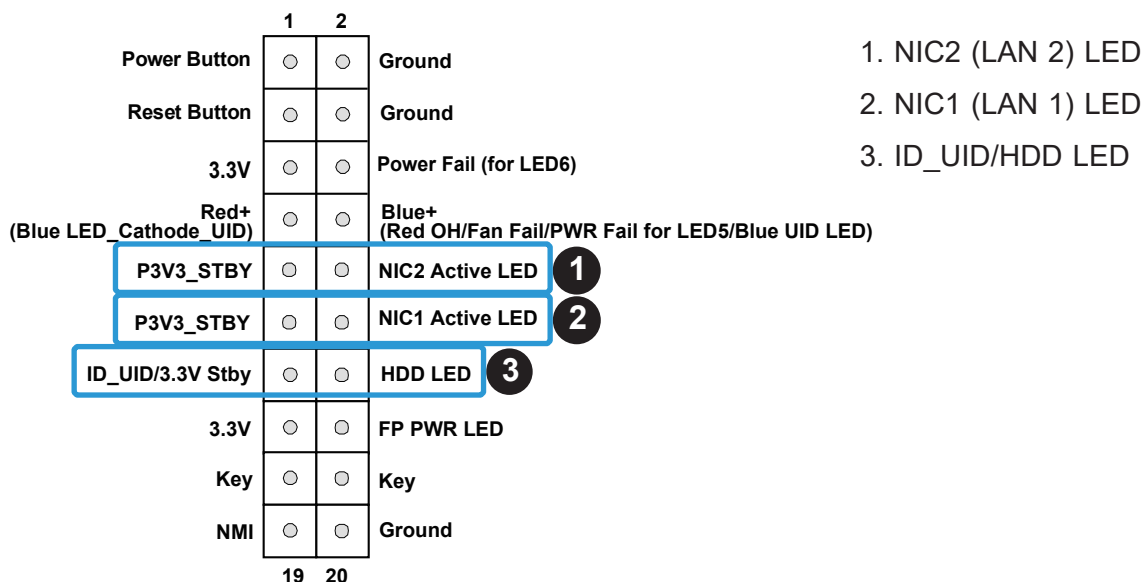 1 2
Power Button Ground
Reset Button Ground
3.3V Power Fail (for LED6)
Red+ Blue+
(Blue LED_Cathode_UID) (Red OH/Fan Fail/PWR Fail for LED5/Blue UID LED)
P3V3_STBY NIC2 Active LED 1
P3V3_STBY NIC1 Active LED 2
ID_UID/3.3V Stby HDD LED 3
3.3V FP PWR LED
Key Key
NMI Ground
19 20
1. NIC2 (LAN 2) LED
2. NIC1 (LAN 1) LED
3. ID_UID/HDD LED